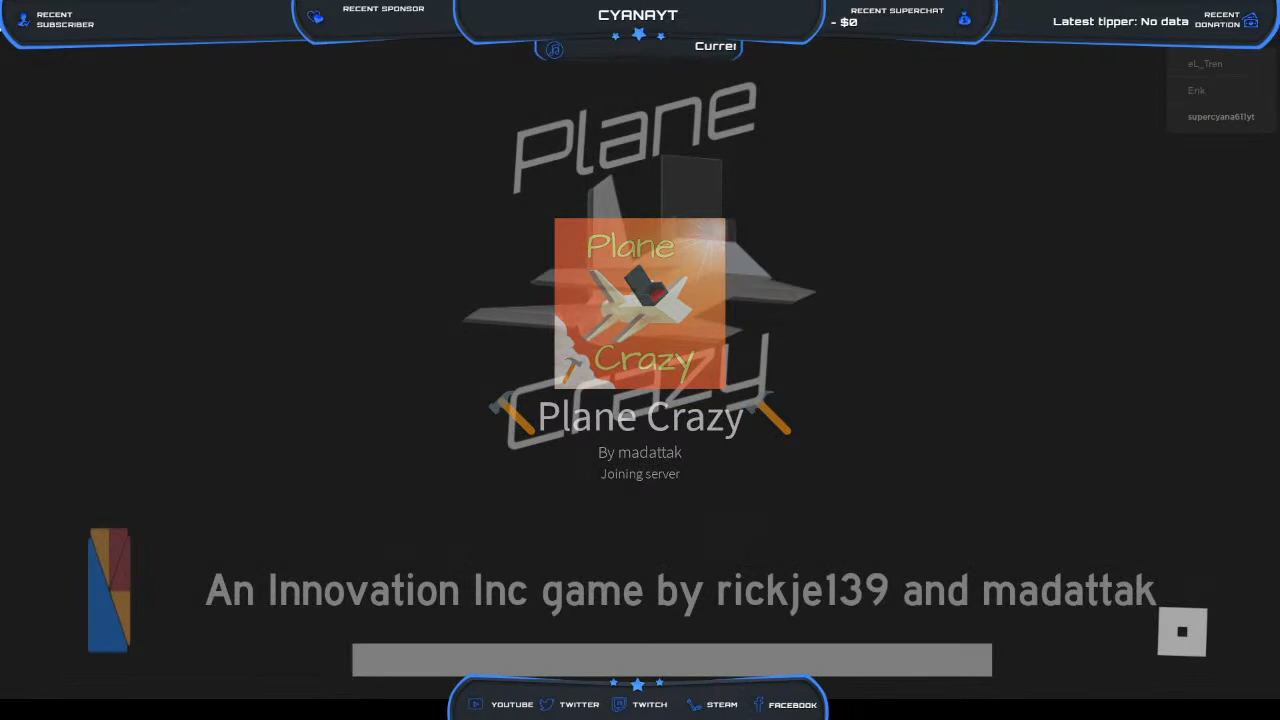 RECENT
SUBSCRIBER
RECENT SPONSOR
CYANAYT
RECENT SUPERCHAT
- $0
Latest tipper: No data
RECENT
DONATION
Currer
eL_Tren
Erik
supercyana61lyt
Plane
Plane
Crazy
Crazy
Plane Crazy
By madattak
Joining server
An Innovation Inc game by rickje139 and madattak
YOUTUBE
TWITTER
TWITCH
STEAM
FACEBOOK